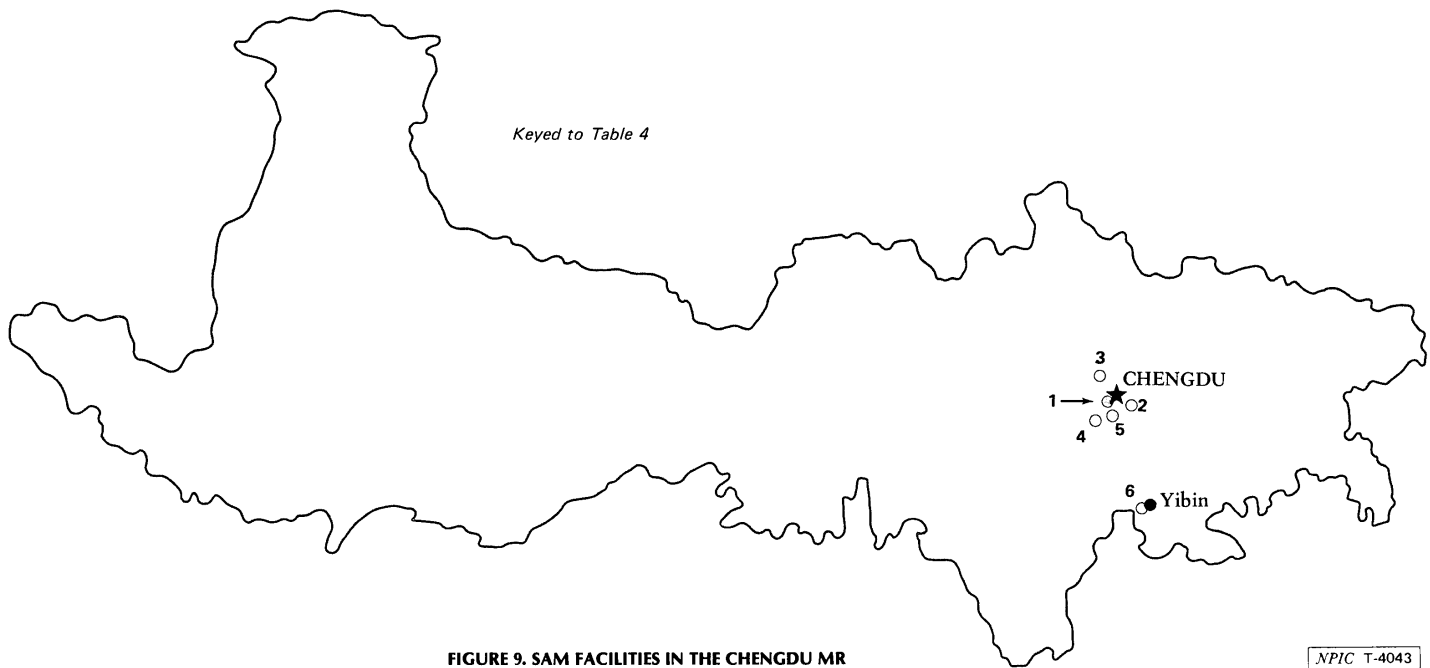 Keyed to Table 4
3
CHENGDU
1
2
4
5
6
Yibin
FIGURE 9. SAM FACILITIES IN THE CHENGDU MR
NPIC T-4043